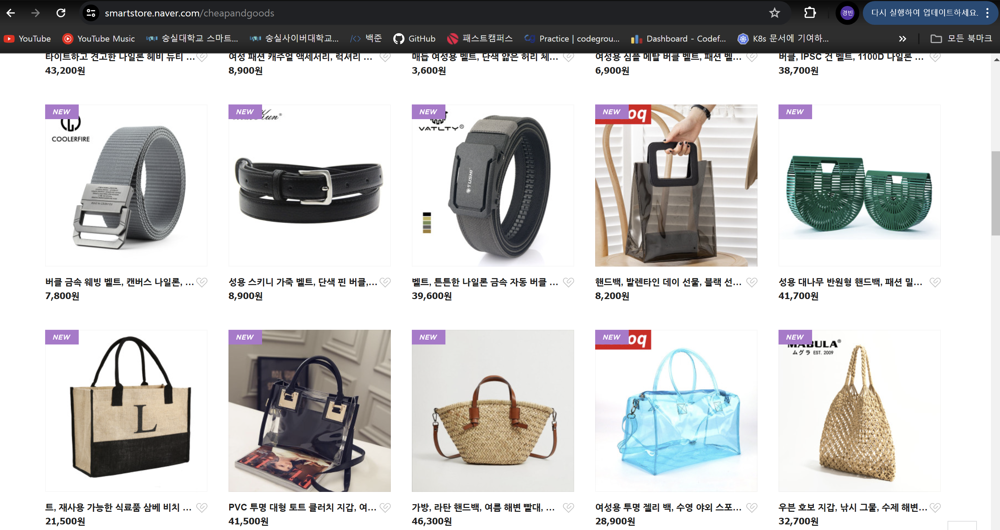 smartstore.naver.com/cheapandgoods
경빈
다시 실행하여 업데이트하세요.
YouTube
YouTube Music
숭실대학교 스마트...
숭실사이버대학교...
백준
GitHub
패스트캠퍼스
Practice | codegrou...
Dashboard - Codef...
K8s 문서에 기여하...
모든 북마크
타이트하고 견고한 나일론 헤비 듀티 ...
43,200원
여성 패션 캐주얼 액세서리, 럭셔리 ...
8,900원
매듭 여성용 벨트, 단색 얇은 허리 체...
3,600원
여성용 심플 메탈 버클 벨트, 패션 벨...
6,900원
버클, IPSC 건 벨트, 1100D 나일론 ...
38,700원
NEW
COOLERFIRE
버클 금속 웨빙 벨트, 캔버스 나일론, ...
7,800원
NEW
성용 스키니 가죽 벨트, 단색 핀 버클,...
8,900원
NEW
VATLTY®
TUSHI
벨트, 튼튼한 나일론 금속 자동 버클 ...
39,600원
NEW
oq
핸드백, 발렌타인 데이 선물, 블랙 선...
8,200원
NEW
성용 대나무 반원형 핸드백, 패션 밀...
41,700원
NEW
L
트, 재사용 가능한 식료품 삼베 비치 ...
21,500원
NEW
PVC 투명 대형 토트 클러치 지갑, 여...
41,500원
NEW
가방, 라탄 핸드백, 여름 해변 빨대, ...
46,300원
NEW
oq
여성용 투명 젤리 백, 수영 야외 스포...
28,900원
NEW
MABULA®
ムグラ EST. 2009
우븐 호보 지갑, 낚시 그물, 수제 해변...
32,700원